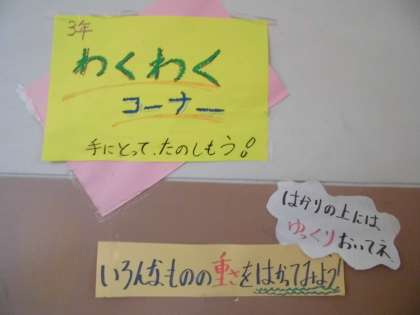 3年
わくわく
コーナー
手にとって、たのしもう!
はかりの上には、
ゆっくりおいてネ
いろんなものの重さをはかってみよう!